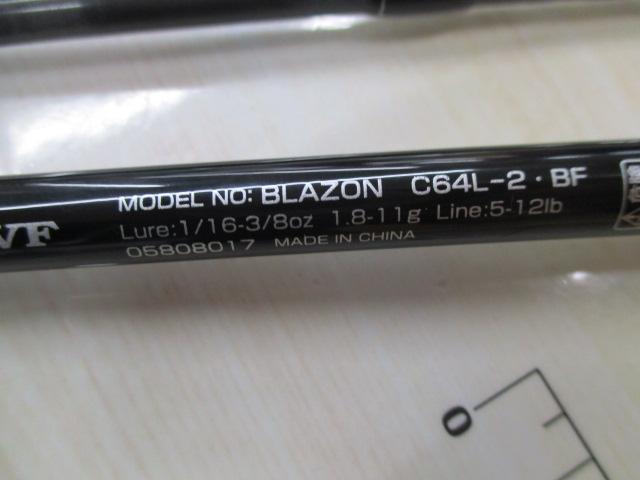 VF
MODEL NO: BLAZON C64L-2・BF
Lure:1/16-3/8oz 1.8-11g Line:5-12lb
05808017 MADE IN CHINA
0